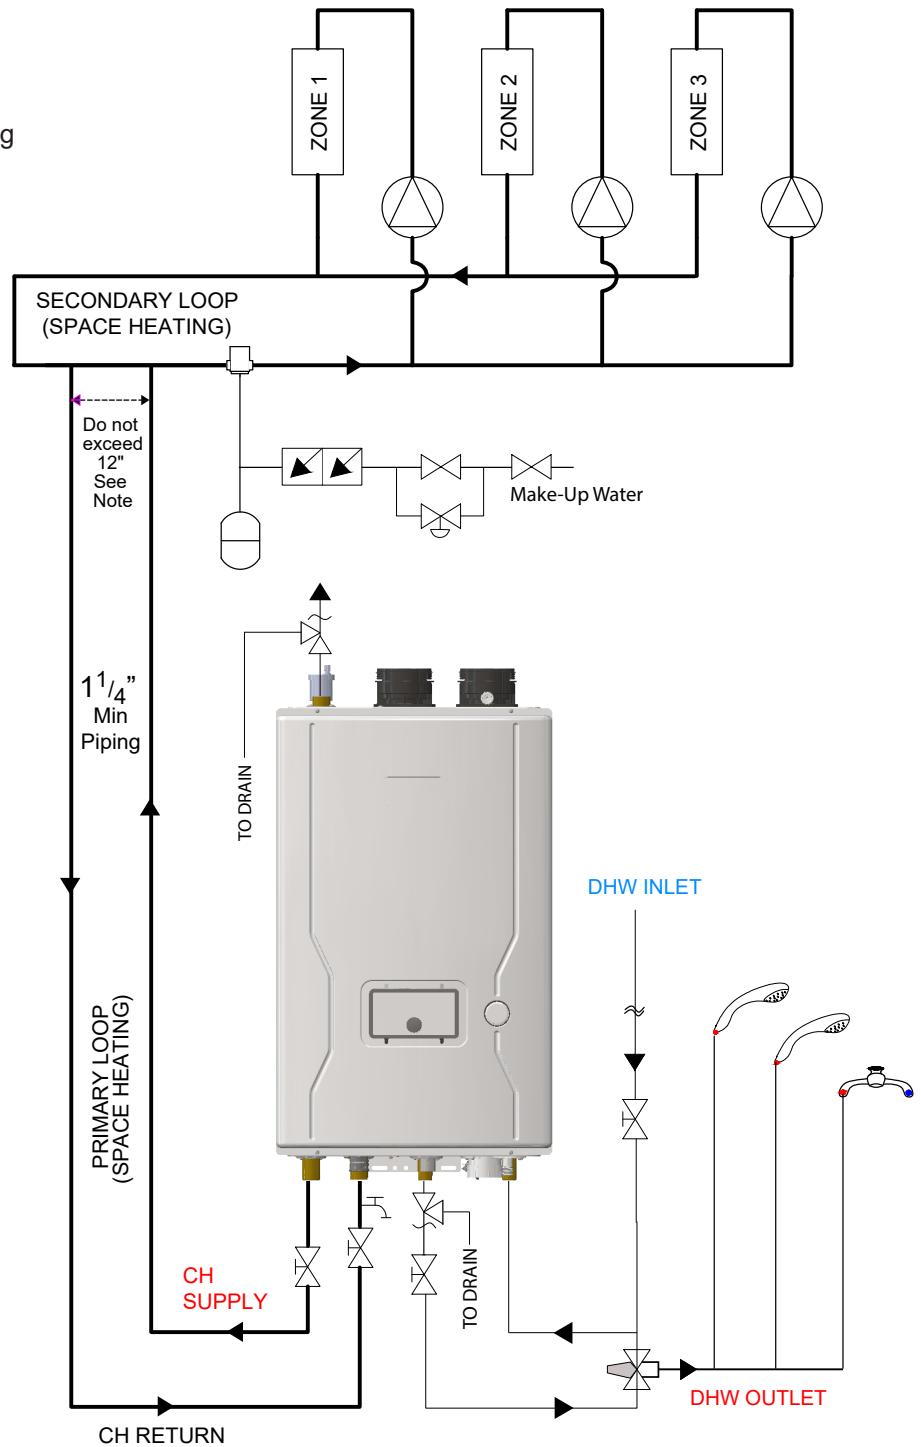 ZONE 1
ZONE 2
ZONE 3
g
SECONDARY LOOP
(SPACE HEATING)
Do not
exceed
12"
See
Note
Make-Up Water
1 1/4”
Min
Piping
TO DRAIN
DHW INLET
PRIMARY LOOP
(SPACE HEATING)
CH
SUPPLY
TO DRAIN
DHW OUTLET
CH RETURN